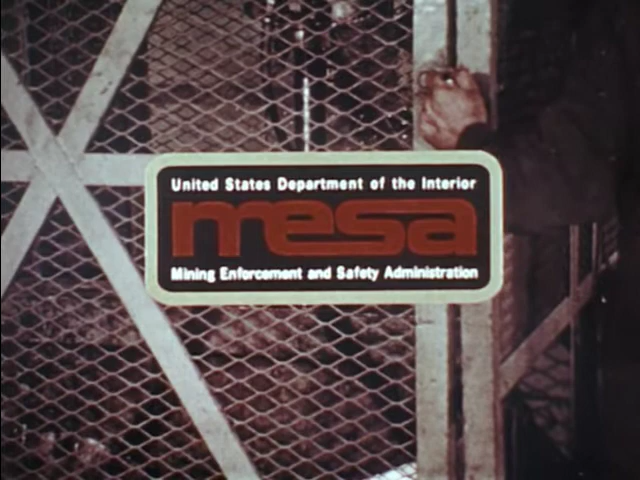 United States Department of the Interior
mesa
Mining Enforcement and Safety Administration